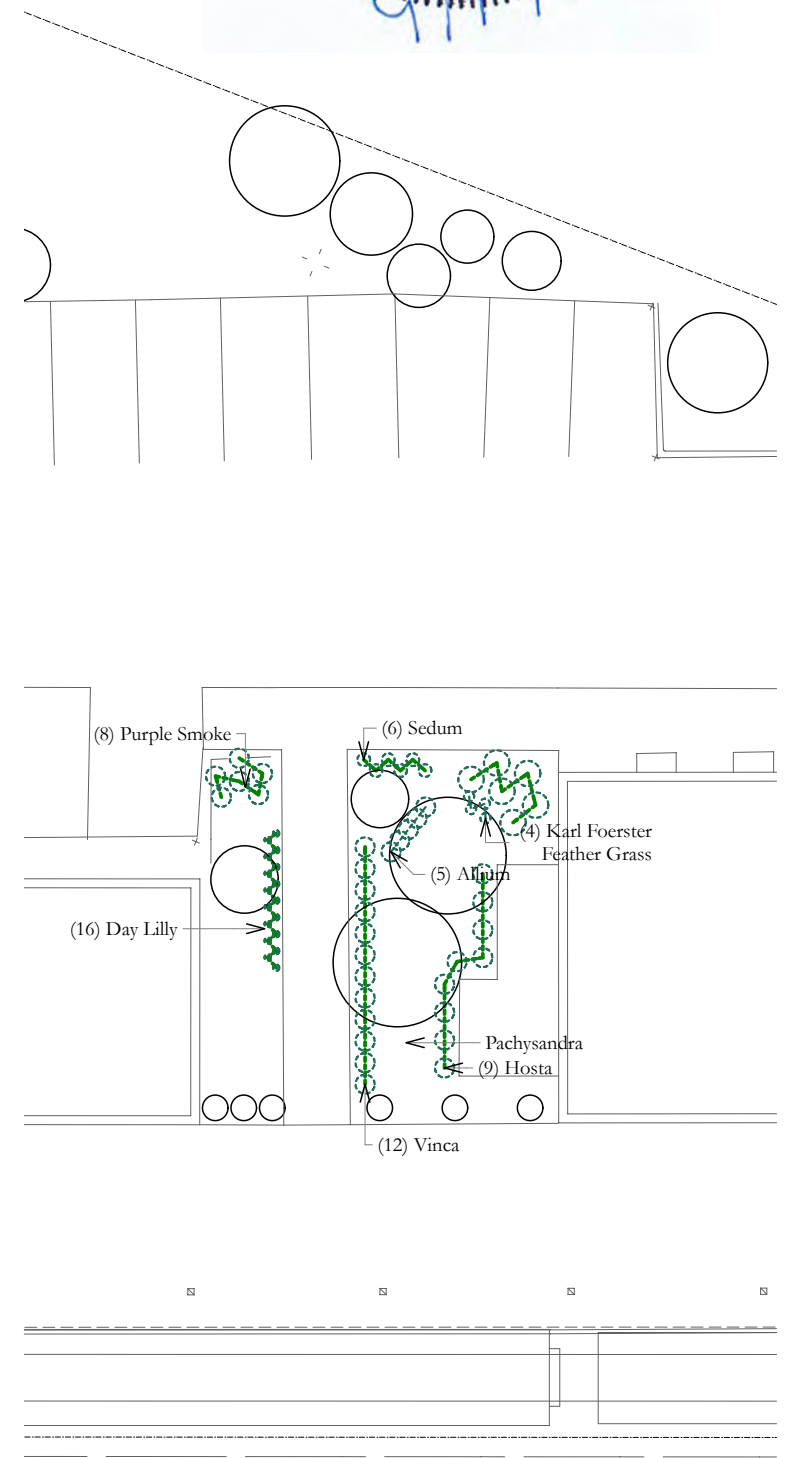 (8) Purple Smoke
(6) Sedum
(4) Karl Foerster
Feather Grass
(5) Allium
(16) Day Lilly
Pachysandra
(9) Hosta
(12) Vinca